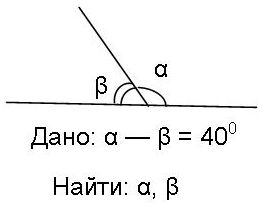 α
β
Дано: α — β = 40⁰
Найти: α, β